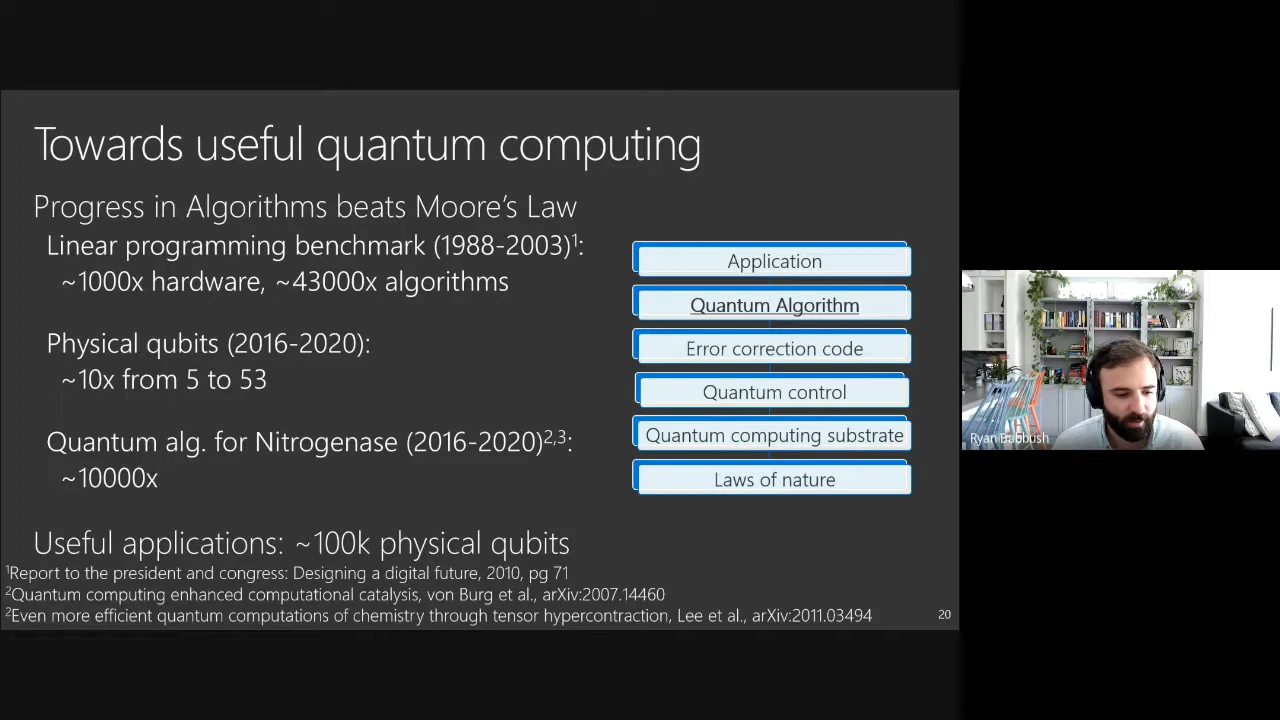 Towards useful quantum computing
Progress in Algorithms beats Moore's Law
Linear programming benchmark (1988-2003)¹:
~1000x hardware, ~43000x algorithms
Physical qubits (2016-2020):
~10x from 5 to 53
Quantum alg. for Nitrogenase (2016-2020)²,³:
~10000x
Useful applications: ~100k physical qubits
Application
Quantum Algorithm
Error correction code
Quantum control
Quantum computing substrate
Laws of nature
¹Report to the president and congress: Designing a digital future, 2010, pg 71
²Quantum computing enhanced computational catalysis, von Burg et al., arXiv:2007.14460
²Even more efficient quantum computations of chemistry through tensor hypercontraction, Lee et al., arXiv:2011.03494
20
Ryan Babbush